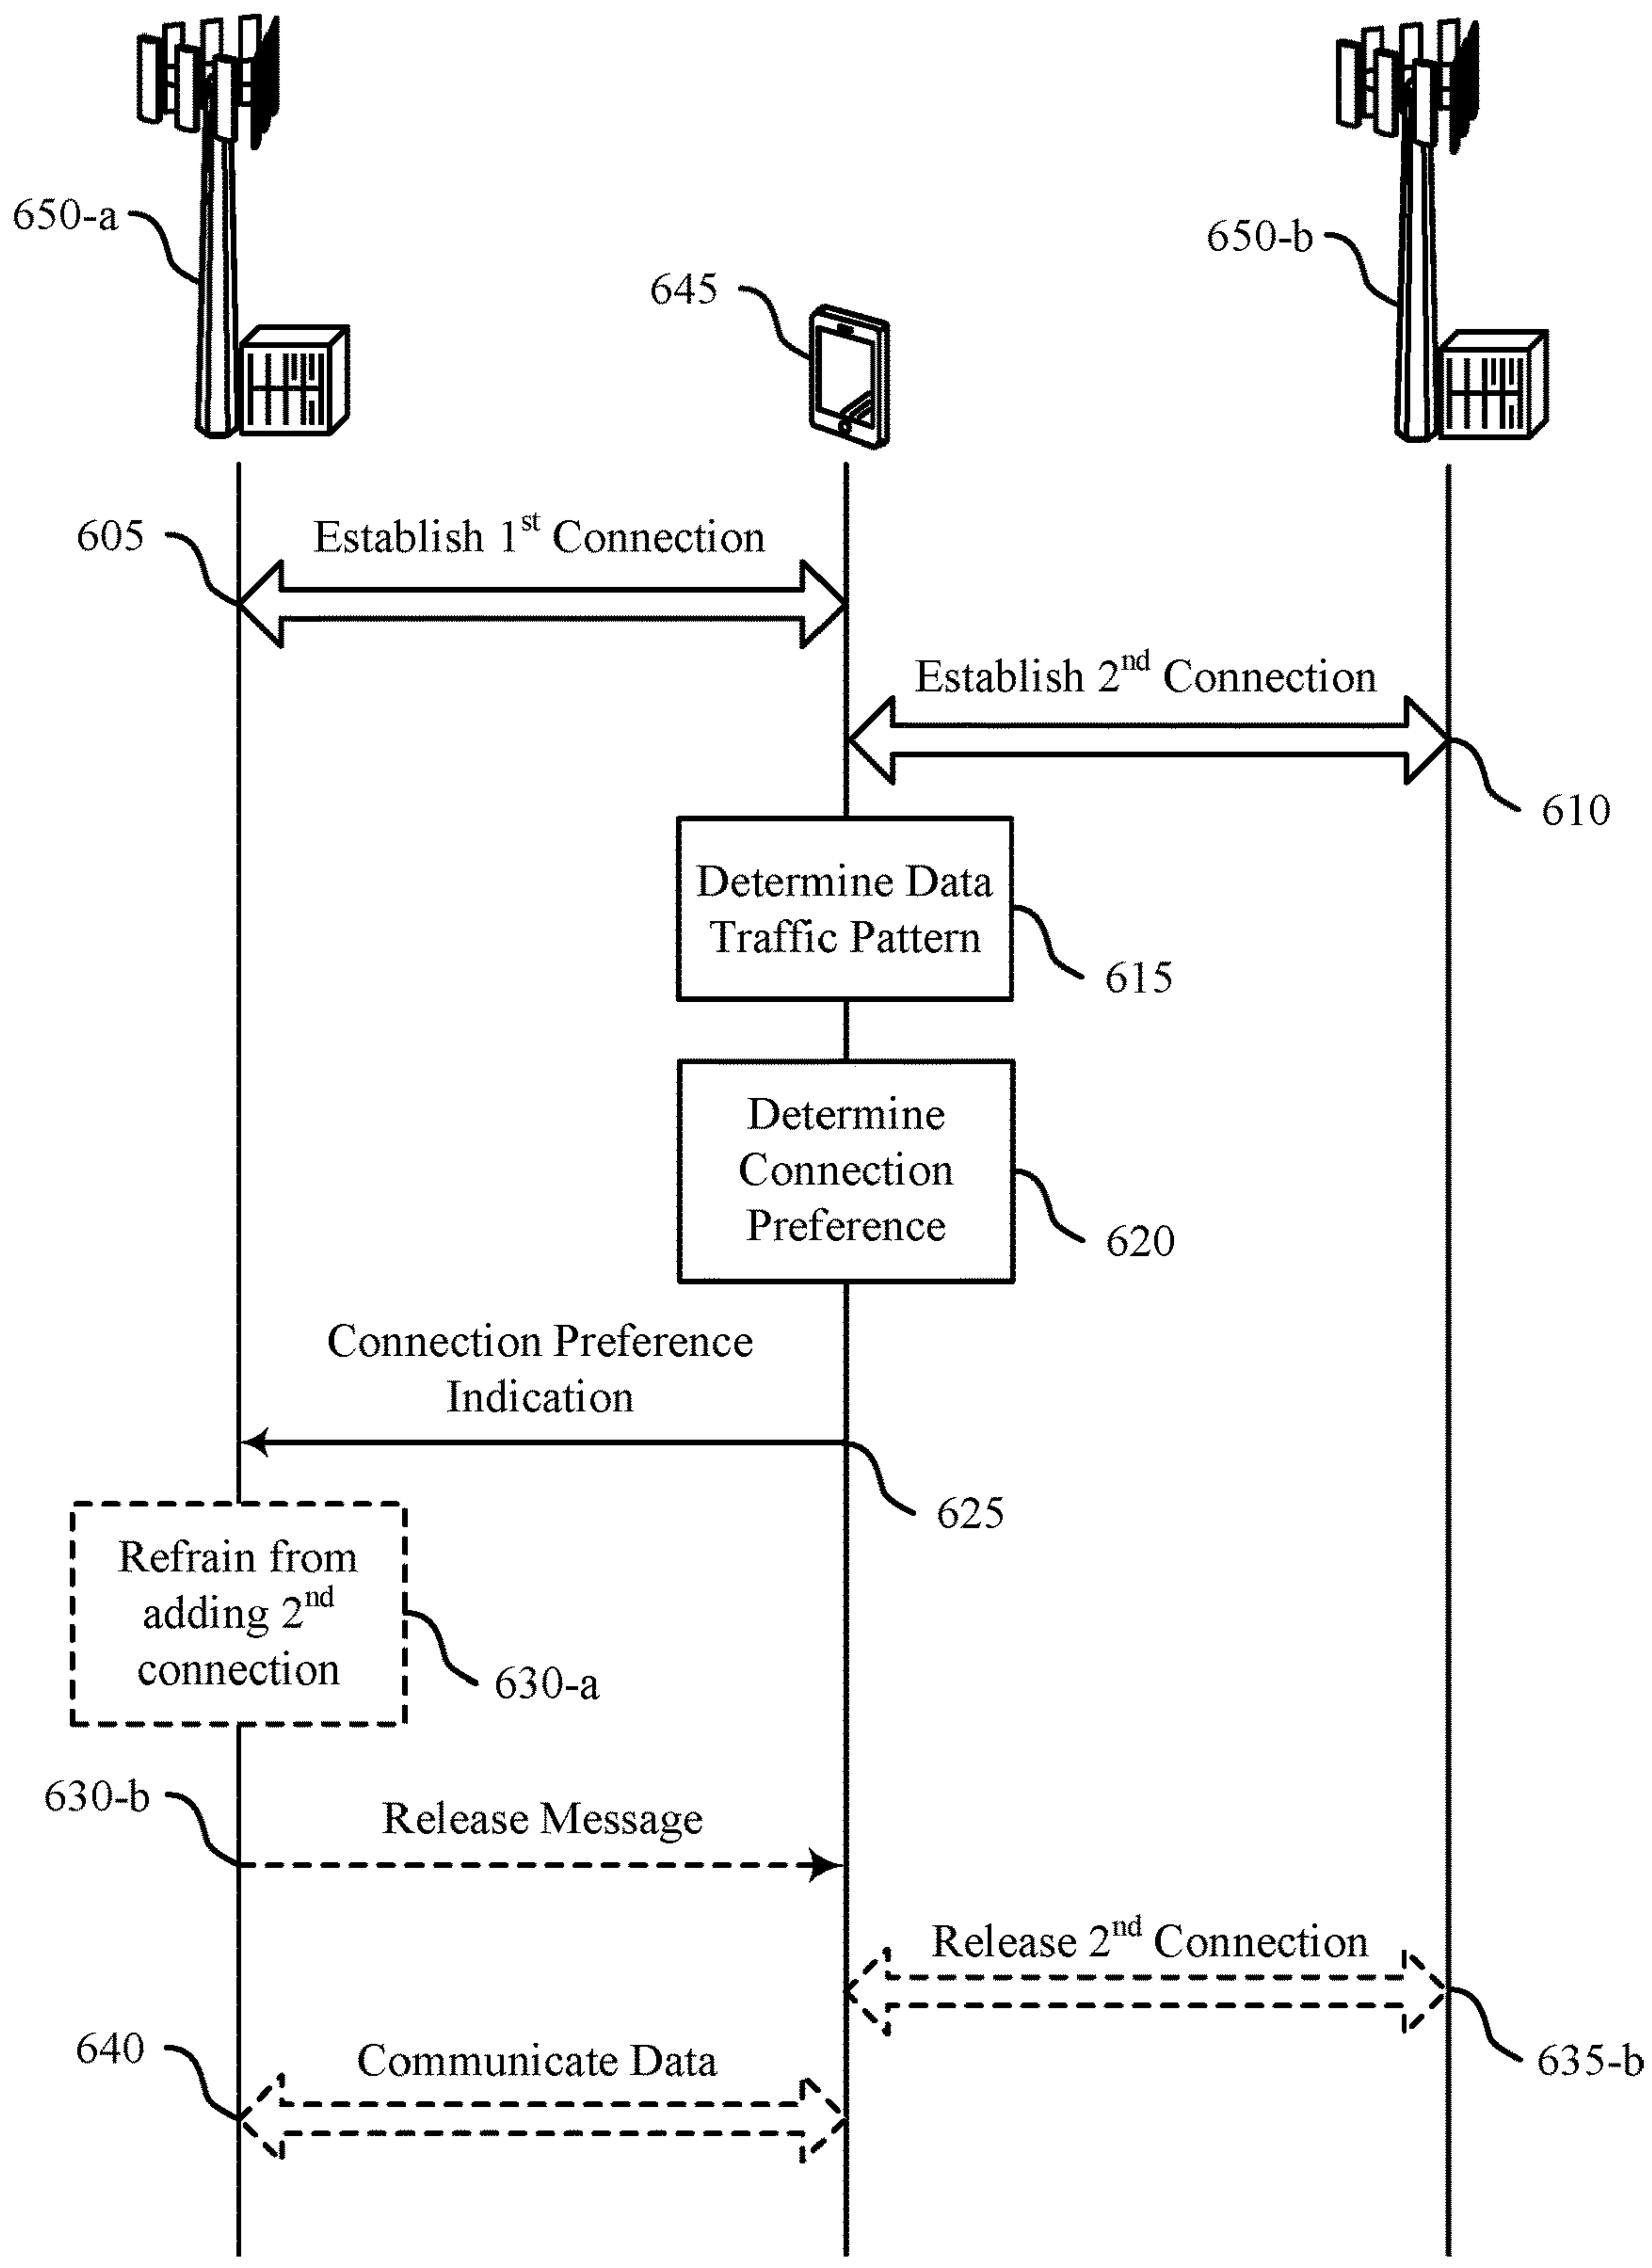 650-a
650-b
645
605
Establish 1st Connection
Establish 2nd Connection
610
Determine Data
Traffic Pattern
615
Determine
Connection
Preference
620
Connection Preference
Indication
625
Refrain from
adding 2nd
connection
630-a
630-b
Release Message
Release 2nd Connection
635-b
640
Communicate Data